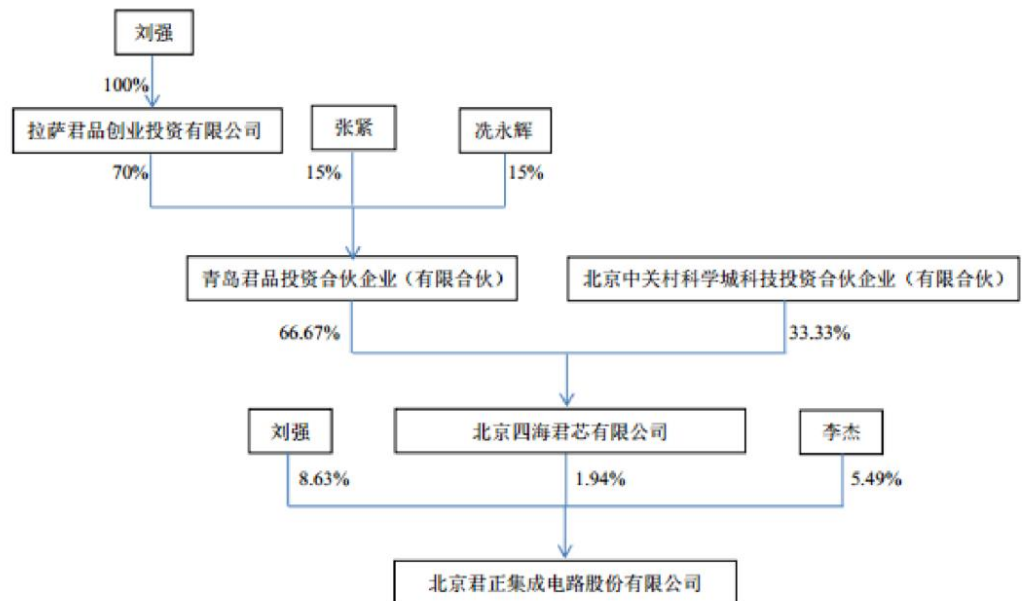 刘强
100%
拉萨君品创业投资有限公司
张紧
冼永辉
70%
15%
15%
青岛君品投资合伙企业（有限合伙）
北京中关村科学城科技投资合伙企业（有限合伙）
66.67%
33.33%
刘强
北京四海君芯有限公司
李杰
8.63%
1.94%
5.49%
北京君正集成电路股份有限公司